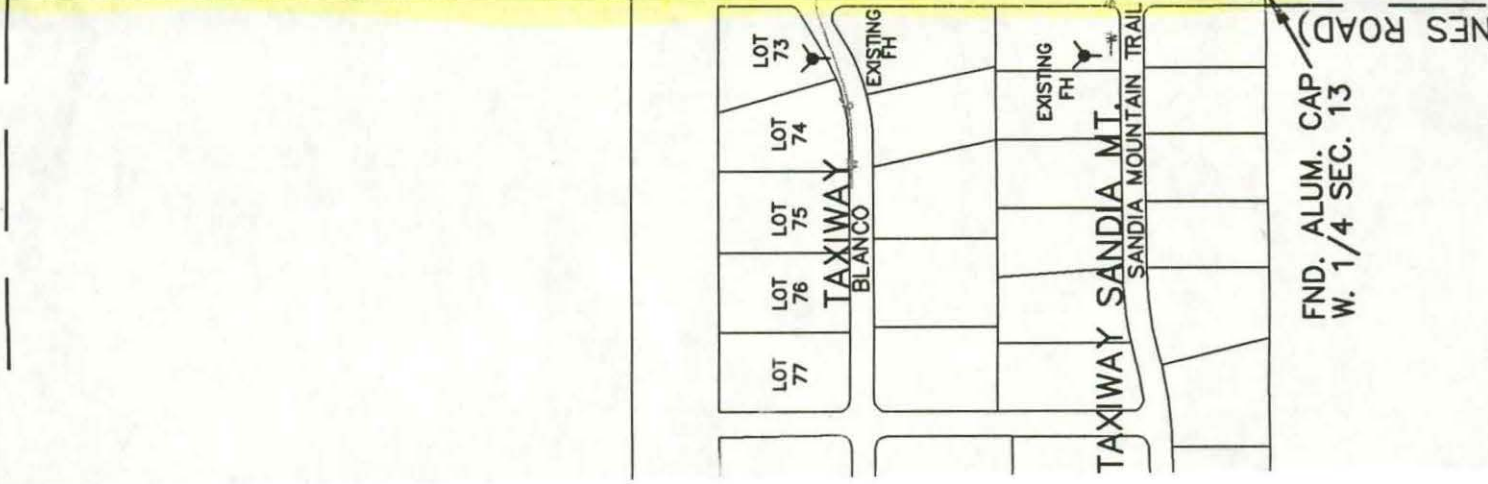 LOT
73
LOT
74
LOT
75
LOT
76
LOT
77
TAXIWAY
BLANCO
EXISTING
FH
EXISTING
FH
TAXIWAY SANDIA MT.
SANDIA MOUNTAIN TRAIL
FND. ALUM. CAP
W. 1/4 SEC. 13
NES ROAD)